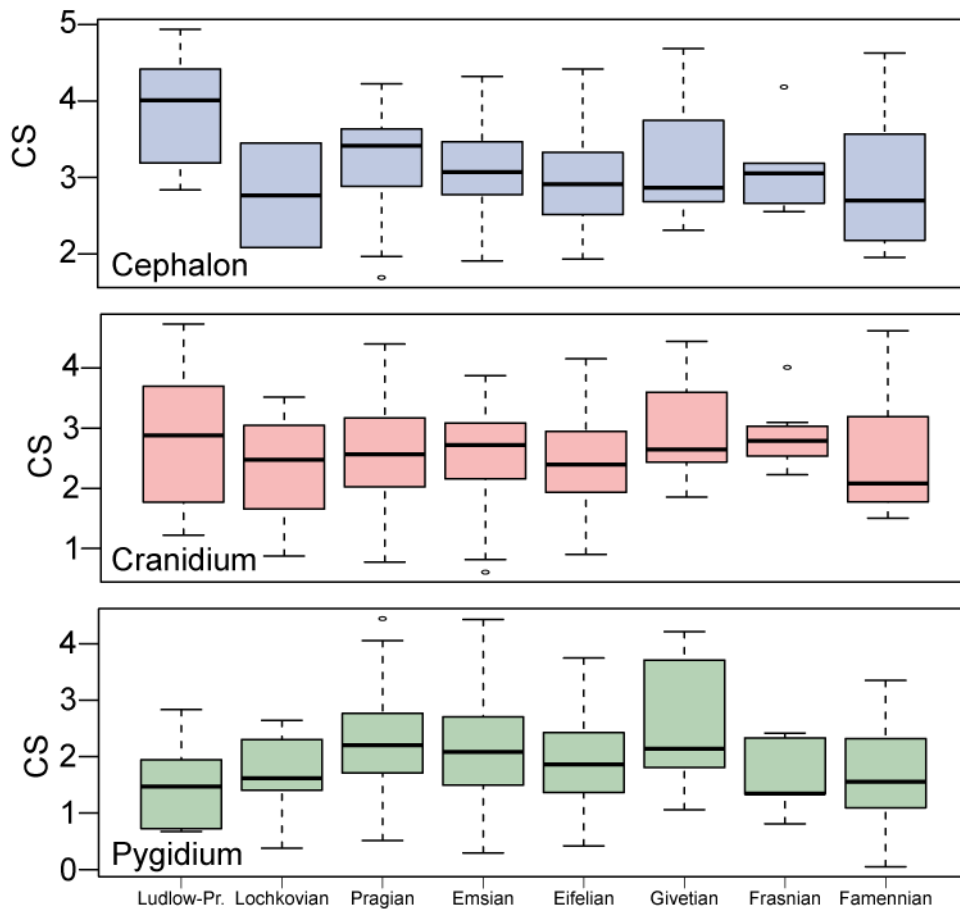 5
4
3
2
CS
Cephalon
4
3
2
1
CS
Cranidium
4
3
2
1
0
CS
Pygidium
Ludlow-Pr. Lochkovian Pragian Emsian Eifelian Givetian Frasnian Famennian